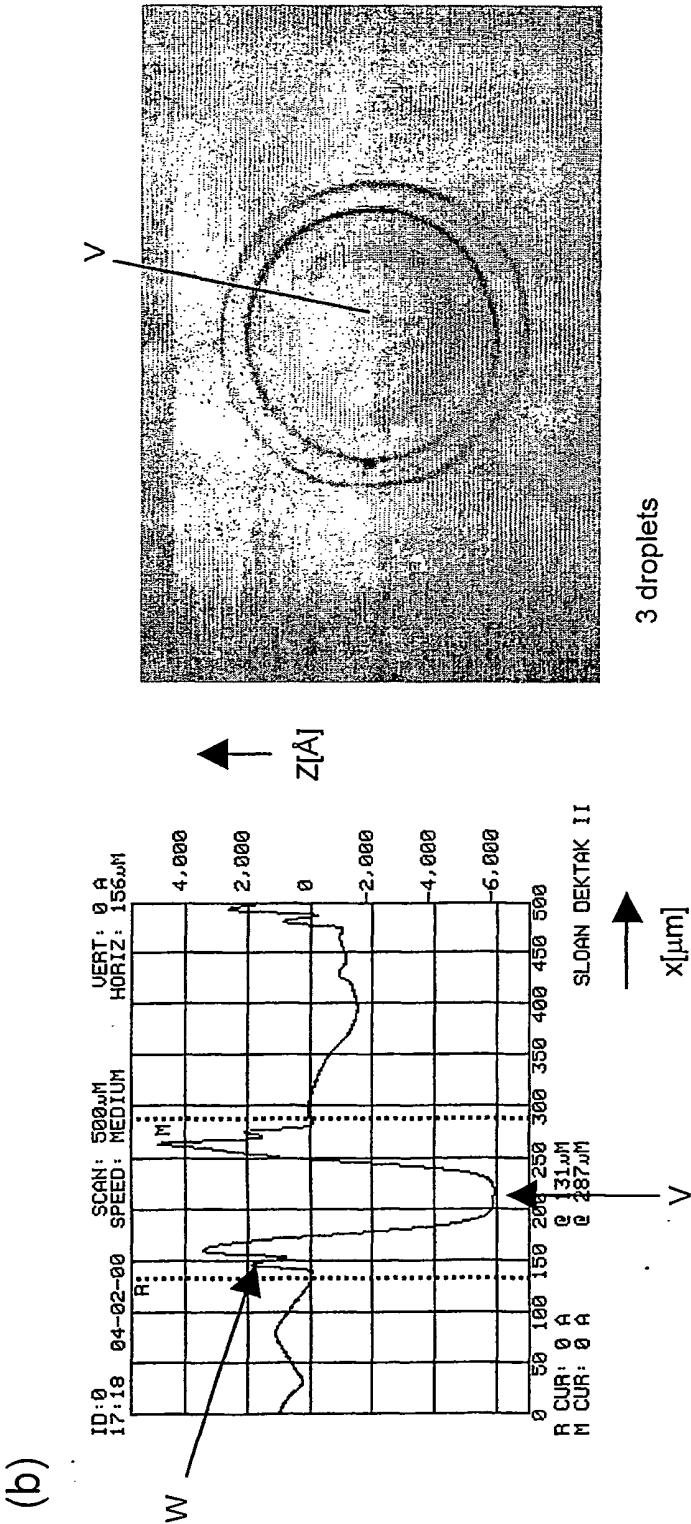 (b)
ID:0 SCAN: 500µM VERT: 0 A
17:18 04-02-00 SPEED: MEDIUM HORIZ: 156µM
R
M
W
4,000
2,000
0
-2,000
-4,000
-6,000
0 50 100 150 200 250 300 350 400 450 500
R CUR: 0 A @ 131µM
M CUR: 0 A @ 287µM
SLOAN DEKTAK II
Z[Å]
x[µm]
V
V
3 droplets